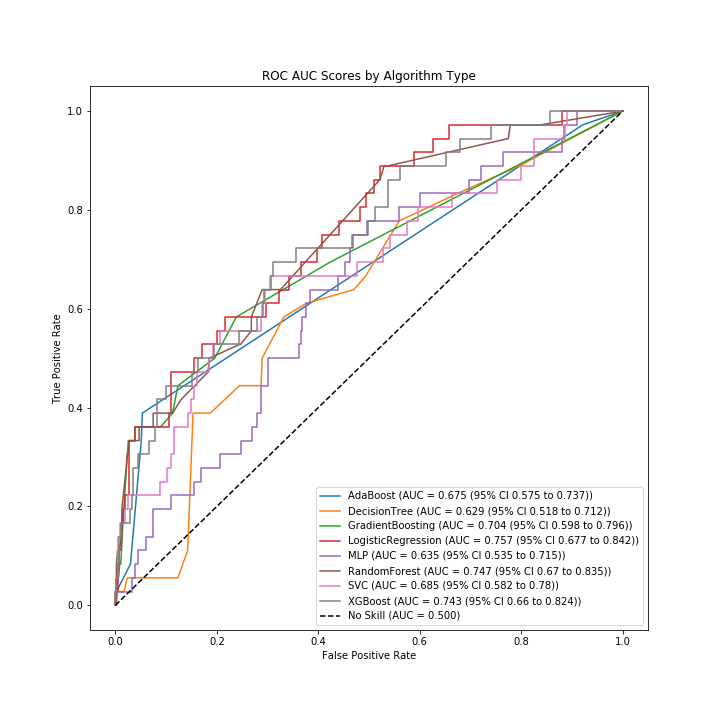 ROC AUC Scores by Algorithm Type
True Positive Rate
1.0
0.8
0.6
0.4
0.2
0.0
AdaBoost (AUC = 0.675 (95% CI 0.575 to 0.737))
DecisionTree (AUC = 0.629 (95% CI 0.518 to 0.712))
GradientBoosting (AUC = 0.704 (95% CI 0.598 to 0.796))
LogisticRegression (AUC = 0.757 (95% CI 0.677 to 0.842))
MLP (AUC = 0.635 (95% CI 0.535 to 0.715))
RandomForest (AUC = 0.747 (95% CI 0.67 to 0.835))
SVC (AUC = 0.685 (95% CI 0.582 to 0.78))
XGBoost (AUC = 0.743 (95% CI 0.66 to 0.824))
No Skill (AUC = 0.500)
0.0 0.2 0.4 0.6 0.8 1.0
False Positive Rate